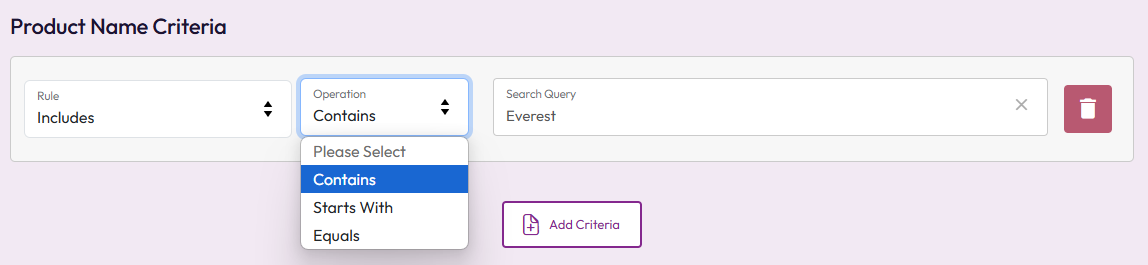 Product Name Criteria
Rule
Includes
Operation
Contains
Search Query
Everest
Please Select
Contains
Starts With
Equals
Add Criteria